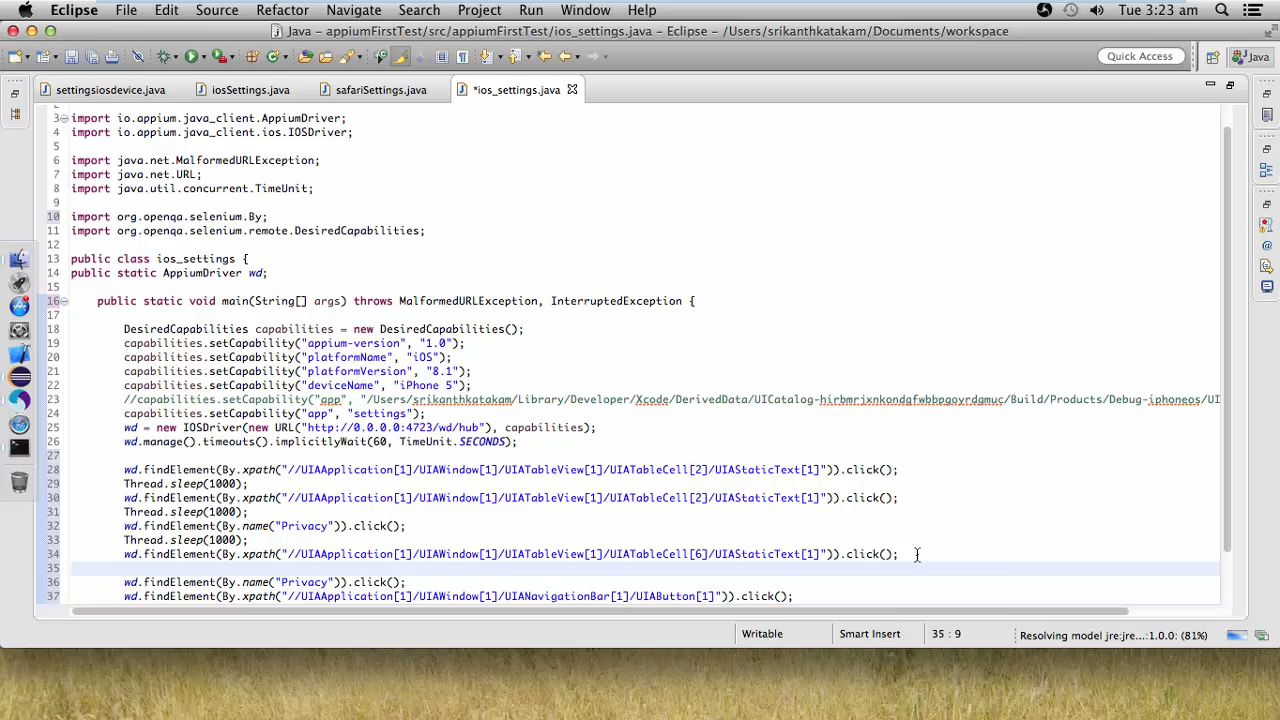 Eclipse File Edit Source Refactor Navigate Search Project Run Window Help Tue 3:23 am
Java - appiumFirstTest/src/appiumFirstTest/ios_settings.java - Eclipse - /Users/srikanthkatakam/Documents/workspace
Quick Access Java
settingsiosdevice.java iosSettings.java safariSettings.java *ios_settings.java
3 import io.appium.java_client.AppiumDriver;
4 import io.appium.java_client.ios.IOSDriver;
5
6 import java.net.MalformedURLException;
7 import java.net.URL;
8 import java.util.concurrent.TimeUnit;
9
10 import org.openqa.selenium.By;
11 import org.openqa.selenium.remote.DesiredCapabilities;
12
13 public class ios_settings {
14 public static AppiumDriver wd;
15
16 public static void main(String[] args) throws MalformedURLException, InterruptedException {
17
18 DesiredCapabilities capabilities = new DesiredCapabilities();
19 capabilities.setCapability("appium-version", "1.0");
20 capabilities.setCapability("platformName", "iOS");
21 capabilities.setCapability("platformVersion", "8.1");
22 capabilities.setCapability("deviceName", "iPhone 5");
23 //capabilities.setCapability("app", "/Users/srikanthkatakam/Library/Developer/Xcode/DerivedData/UICatalog-hirbmrjxnkondgfwbbpgoyrdgmuc/Build/Products/Debug-iphoneos/UI
24 capabilities.setCapability("app", "settings");
25 wd = new IOSDriver(new URL("http://0.0.0.0:4723/wd/hub"), capabilities);
26 wd.manage().timeouts().implicitlyWait(60, TimeUnit.SECONDS);
27
28 wd.findElement(By.xpath("//UIAApplication[1]/UIAWindow[1]/UIATableView[1]/UIATableCell[2]/UIAStaticText[1]")).click();
29 Thread.sleep(1000);
30 wd.findElement(By.xpath("//UIAApplication[1]/UIAWindow[1]/UIATableView[1]/UIATableCell[2]/UIAStaticText[1]")).click();
31 Thread.sleep(1000);
32 wd.findElement(By.name("Privacy")).click();
33 Thread.sleep(1000);
34 wd.findElement(By.xpath("//UIAApplication[1]/UIAWindow[1]/UIATableView[1]/UIATableCell[6]/UIAStaticText[1]")).click();
35
36 wd.findElement(By.name("Privacy")).click();
37 wd.findElement(By.xpath("//UIAApplication[1]/UIAWindow[1]/UIANavigationBar[1]/UIAButton[1]")).click();
Writable Smart Insert 35 : 9 Resolving model jre:jre...:1.0.0: (81%)